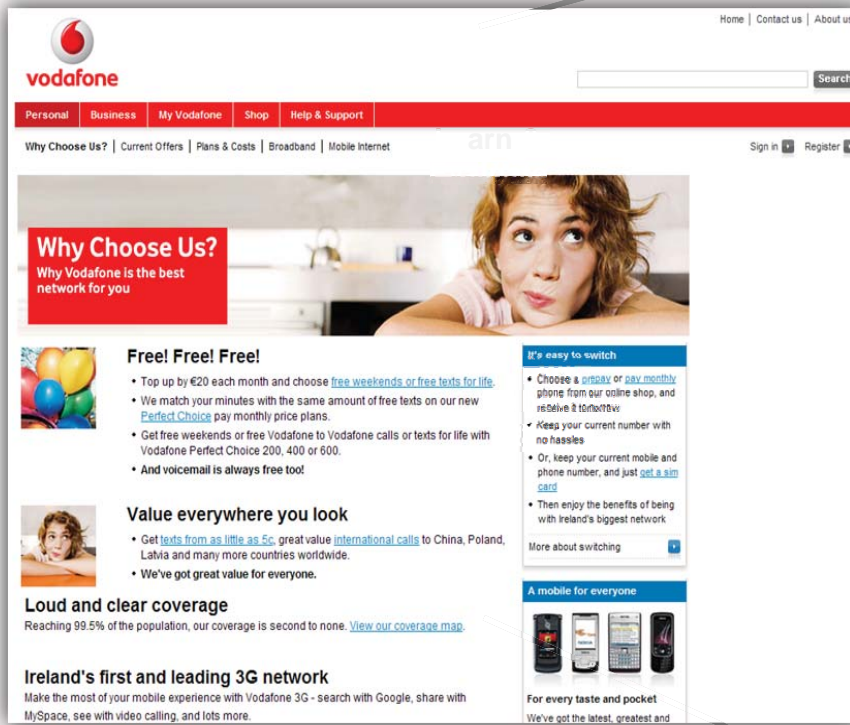 Home | Contact us | About us
vodafone
Search
Personal Business My Vodafone Shop Help & Support
Why Choose Us? | Current Offers | Plans & Costs | Broadband | Mobile Internet
arn
Sign in Register
Why Choose Us?
Why Vodafone is the best
network for you
Free! Free! Free!
• Top up by €20 each month and choose free weekends or free texts for life.
• We match your minutes with the same amount of free texts on our new
Perfect Choice pay monthly price plans.
• Get free weekends or free Vodafone to Vodafone calls or texts for life with
Vodafone Perfect Choice 200, 400 or 600.
• And voicemail is always free too!
Value everywhere you look
• Get texts from as little as 5c, great value international calls to China, Poland,
Latvia and many more countries worldwide.
• We've got great value for everyone.
Loud and clear coverage
Reaching 99.5% of the population, our coverage is second to none. View our coverage map.
Ireland's first and leading 3G network
Make the most of your mobile experience with Vodafone 3G - search with Google, share with
MySpace, see with video calling, and lots more.
It's easy to switch
• Choose a prepay or pay monthly
phone from our online shop, and
receive it tomorrow
• Keep your current number with
no hassles
• Or, keep your current mobile and
phone number, and just get a sim
card
• Then enjoy the benefits of being
with Ireland's biggest network
More about switching
A mobile for everyone
For every taste and pocket
We've got the latest, greatest and